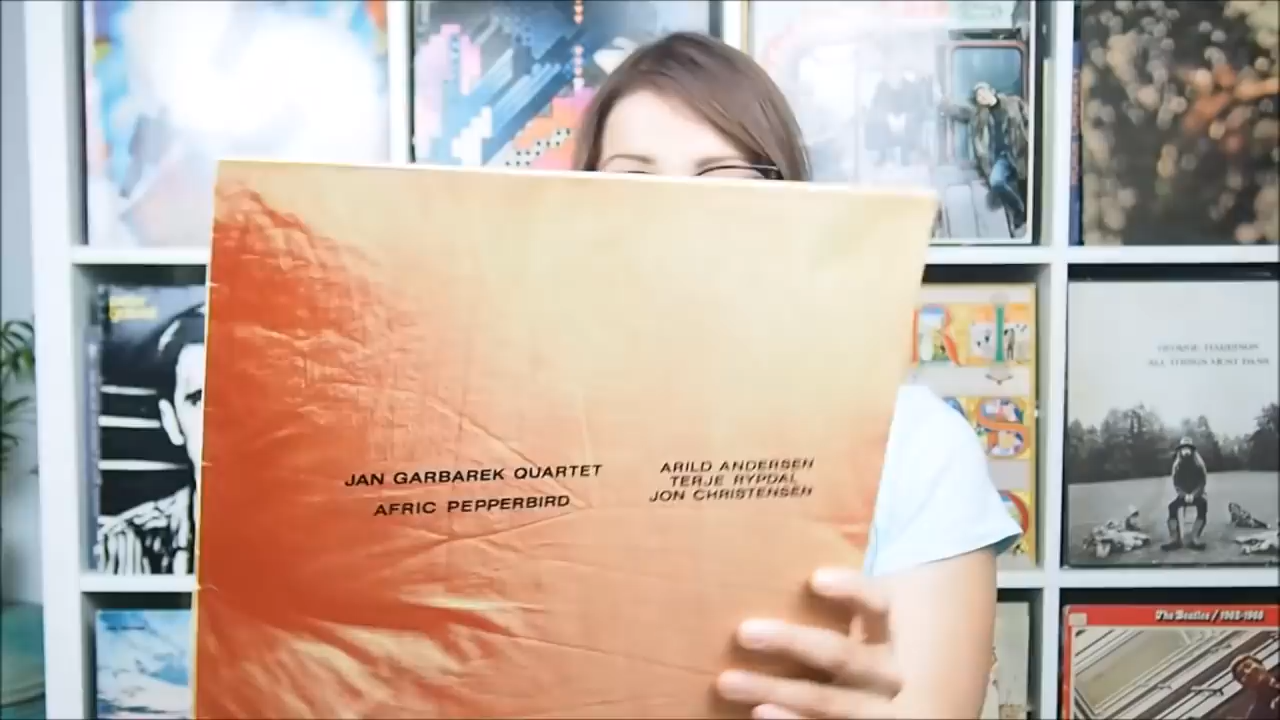 JAN GARBAREK QUARTET
AFRIC PEPPERBIRD
ARILD ANDERSEN
TERJE RYPDAL
JON CHRISTENSEN
GEORGE HARRISON
ALL THINGS MUST PASS
The Beatles / 1962-1966